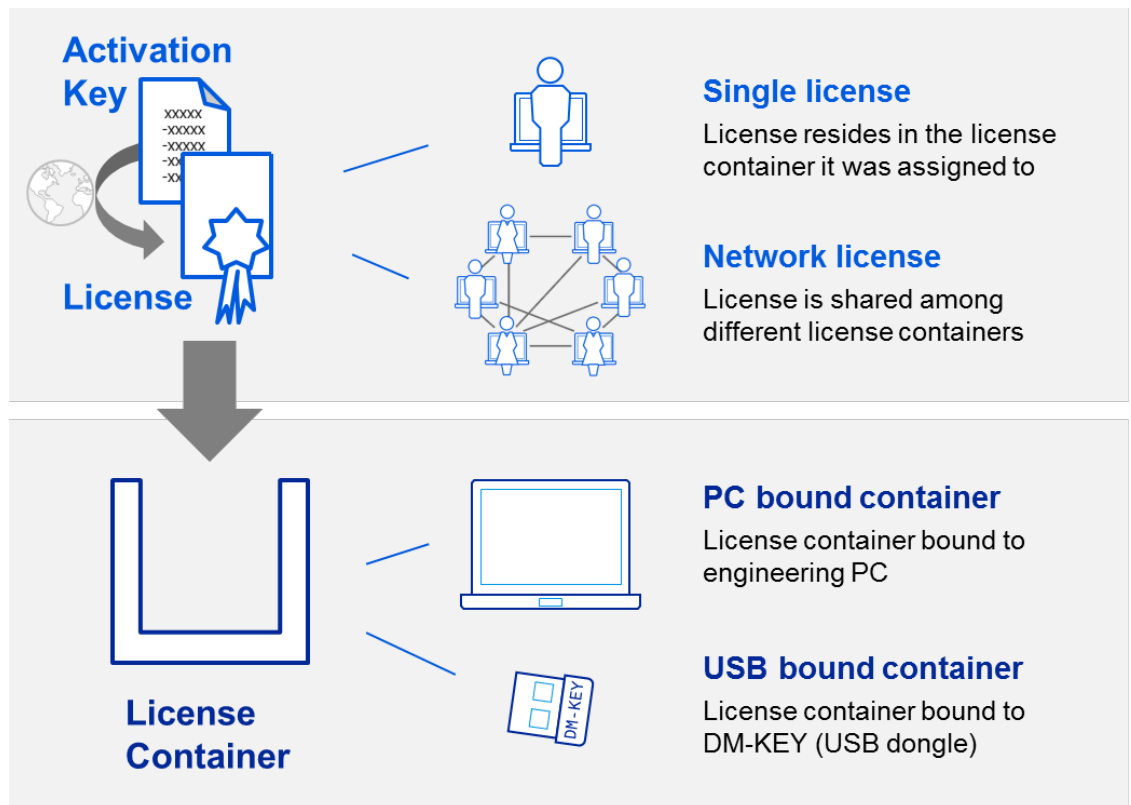 Activation
Key
xxxxx
-xxxxx
-xxxxx
-xx
-xx
License
Single license
License resides in the license
container it was assigned to
Network license
License is shared among
different license containers
License
Container
PC bound container
License container bound to
engineering PC
DM-KEY
USB bound container
License container bound to
DM-KEY (USB dongle)